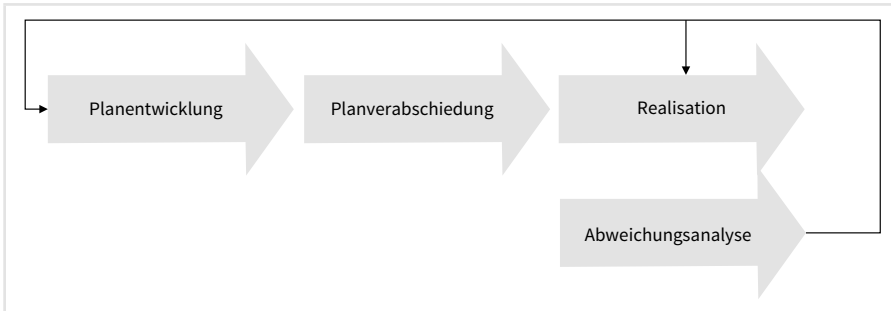 Planentwicklung
Planverabschiedung
Realisation
Abweichungsanalyse